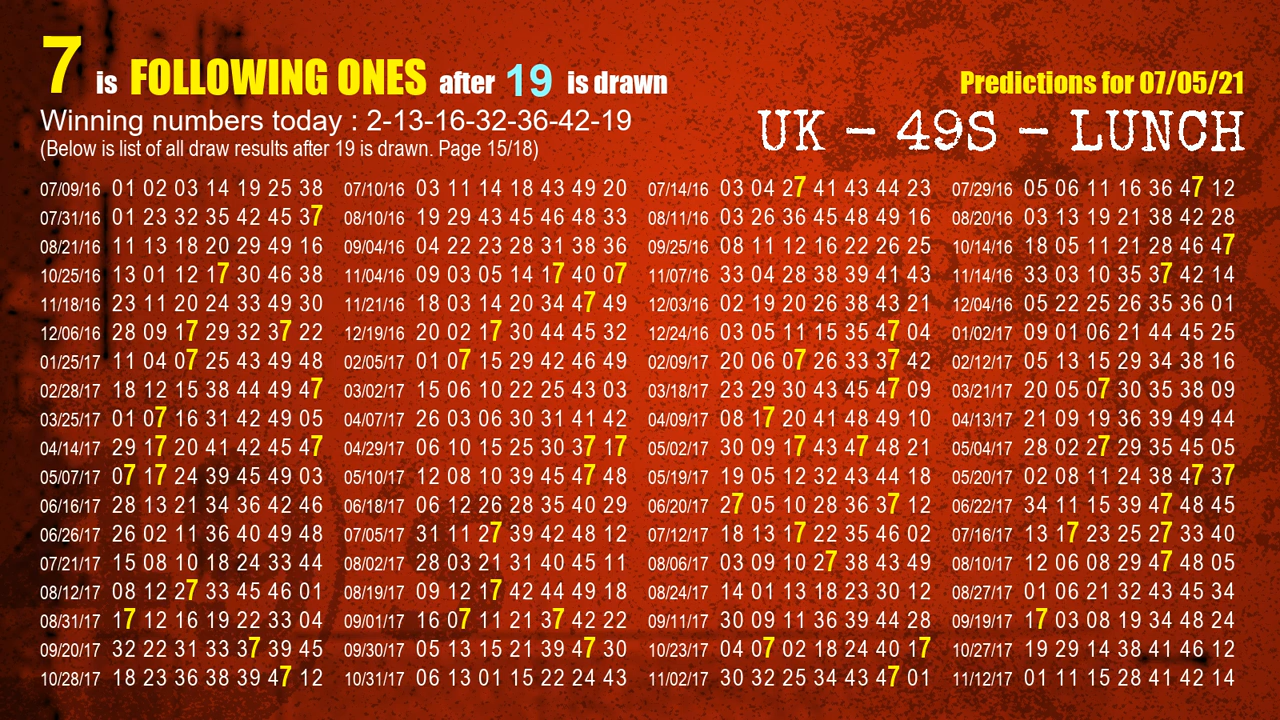 7 is FOLLOWING ONES after 19 is drawn
Predictions for 07/05/21
Winning numbers today : 2-13-16-32-36-42-19
UK - 49S - LUNCH
(Below is list of all draw results after 19 is drawn. Page 15/18)
07/09/16 01 02 03 14 19 25 38 07/10/16 03 11 14 18 43 49 20 07/14/16 03 04 27 41 43 44 23 07/29/16 05 06 11 16 36 47 12
07/31/16 01 23 32 35 42 45 37 08/10/16 19 29 43 45 46 48 33 08/11/16 03 26 36 45 48 49 16 08/20/16 03 13 19 21 38 42 28
08/21/16 11 13 18 20 29 49 16 09/04/16 04 22 23 28 31 38 36 09/25/16 08 11 12 16 22 26 25 10/14/16 18 05 11 21 28 46 47
10/25/16 13 01 12 17 30 46 38 11/04/16 09 03 05 14 17 40 07 11/07/16 33 04 28 38 39 41 43 11/14/16 33 03 10 35 37 42 14
11/18/16 23 11 20 24 33 49 30 11/21/16 18 03 14 20 34 47 49 12/03/16 02 19 20 26 38 43 21 12/04/16 05 22 25 26 35 36 01
12/06/16 28 09 17 29 32 37 22 12/19/16 20 02 17 30 44 45 32 12/24/16 03 05 11 15 35 47 04 01/02/17 09 01 06 21 44 45 25
01/25/17 11 04 07 25 43 49 48 02/05/17 01 07 15 29 42 46 49 02/09/17 20 06 07 26 33 37 42 02/12/17 05 13 15 29 34 38 16
02/28/17 18 12 15 38 44 49 47 03/02/17 15 06 10 22 25 43 03 03/18/17 23 29 30 43 45 47 09 03/21/17 20 05 07 30 35 38 09
03/25/17 01 07 16 31 42 49 05 04/07/17 26 03 06 30 31 41 42 04/09/17 08 17 20 41 48 49 10 04/13/17 21 09 19 36 39 49 44
04/14/17 29 17 20 41 42 45 47 04/29/17 06 10 15 25 30 37 17 05/02/17 30 09 17 43 47 48 21 05/04/17 28 02 27 29 35 45 05
05/07/17 07 17 24 39 45 49 03 05/10/17 12 08 10 39 45 47 48 05/19/17 19 05 12 32 43 44 18 05/20/17 02 08 11 24 38 47 37
06/16/17 28 13 21 34 36 42 46 06/18/17 06 12 26 28 35 40 29 06/20/17 27 05 10 28 36 37 12 06/22/17 34 11 15 39 47 48 45
06/26/17 26 02 11 36 40 49 48 07/05/17 31 11 27 39 42 48 12 07/12/17 18 13 17 22 35 46 02 07/16/17 13 17 23 25 27 33 40
07/21/17 15 08 10 18 24 33 44 08/02/17 28 03 21 31 40 45 11 08/06/17 03 09 10 27 38 43 49 08/10/17 12 06 08 29 47 48 05
08/12/17 08 12 27 33 45 46 01 08/19/17 09 12 17 42 44 49 18 08/24/17 14 01 13 18 23 30 12 08/27/17 01 06 21 32 43 45 34
08/31/17 17 12 16 19 22 33 04 09/01/17 16 07 11 21 37 42 22 09/11/17 30 09 11 36 39 44 28 09/19/17 17 03 08 19 34 48 24
09/20/17 32 22 31 33 37 39 45 09/30/17 05 13 15 21 39 47 30 10/23/17 04 07 02 18 24 40 17 10/27/17 19 29 14 38 41 46 12
10/28/17 18 23 36 38 39 47 12 10/31/17 06 13 01 15 22 24 43 11/02/17 30 32 25 34 43 47 01 11/12/17 01 11 15 28 41 42 14